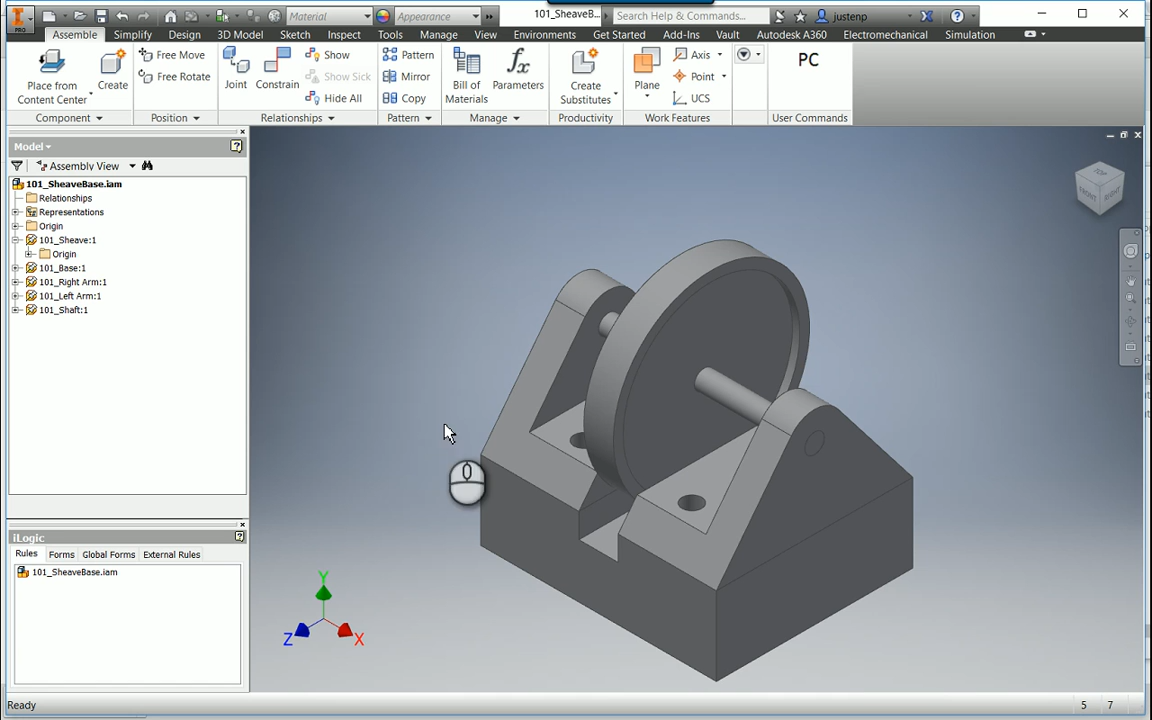 PRO
Material
Appearance
101_SheaveB...
Search Help & Commands...
justenp
Assemble Simplify Design 3D Model Sketch Inspect Tools Manage View Environments Get Started Add-Ins Vault Autodesk A360 Electromechanical Simulation
Place from Content Center
Create
Free Move
Free Rotate
Joint
Constrain
Show
Show Sick
Hide All
Pattern
Mirror
Copy
Bill of Materials
Parameters
Create Substitutes
Plane
Axis
Point
UCS
PC
Component Position Relationships Pattern Manage Productivity Work Features User Commands
Model
Assembly View
101_SheaveBase.iam
Relationships
Representations
Origin
101_Sheave:1
Origin
101_Base:1
101_Right Arm:1
101_Left Arm:1
101_Shaft:1
TOP
FRONT
RIGHT
iLogic
Rules Forms Global Forms External Rules
101_SheaveBase.iam
Y
Z
X
Ready
5 7